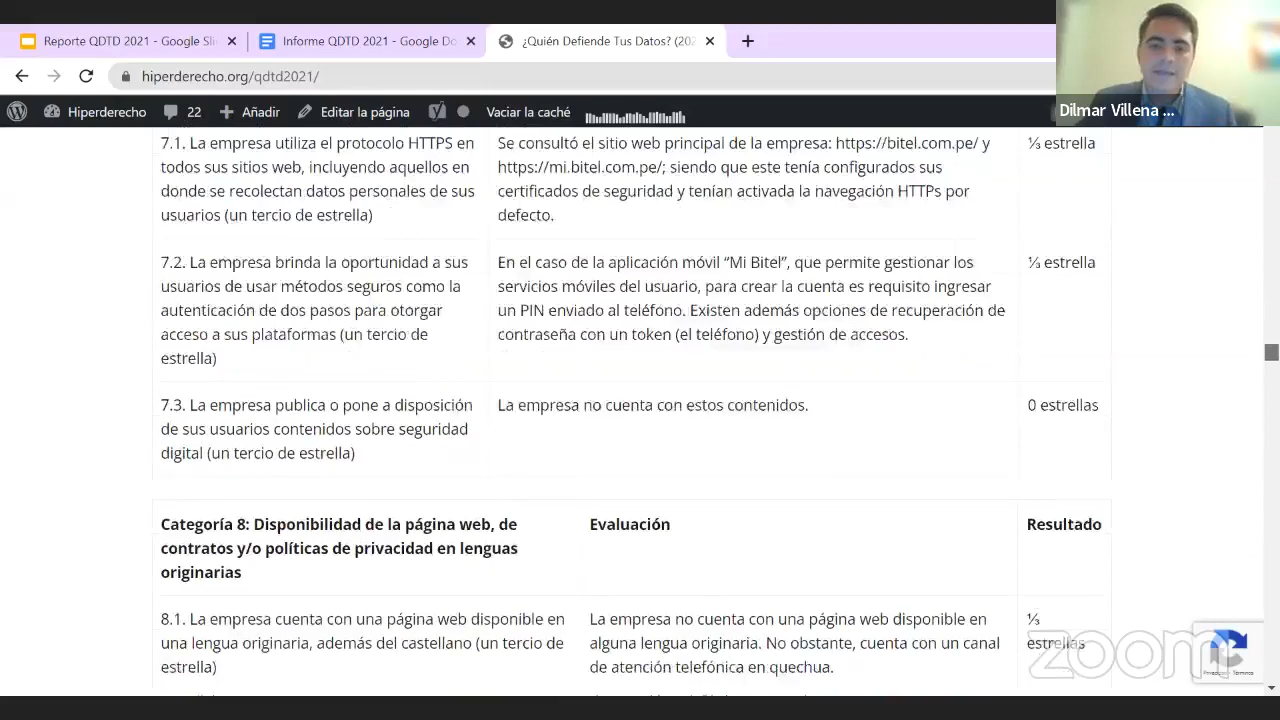 Reporte QDTD 2021 - Google Sli
Informe QDTD 2021 - Google Do
¿Quién Defiende Tus Datos? (202
hiperderecho.org/qdtd2021/
Dilmar Villena ...
Hiperderecho
22
Añadir
Editar la página
Vaciar la caché
7.1. La empresa utiliza el protocolo HTTPS en
todos sus sitios web, incluyendo aquellos en
donde se recolectan datos personales de sus
usuarios (un tercio de estrella)
Se consultó el sitio web principal de la empresa: https://bitel.com.pe/ y
https://mi.bitel.com.pe/; siendo que este tenía configurados sus
certificados de seguridad y tenían activada la navegación HTTPs por
defecto.
⅓ estrella
7.2. La empresa brinda la oportunidad a sus
usuarios de usar métodos seguros como la
autenticación de dos pasos para otorgar
acceso a sus plataformas (un tercio de
estrella)
En el caso de la aplicación móvil “Mi Bitel”, que permite gestionar los
servicios móviles del usuario, para crear la cuenta es requisito ingresar
un PIN enviado al teléfono. Existen además opciones de recuperación de
contraseña con un token (el teléfono) y gestión de accesos.
⅓ estrella
7.3. La empresa publica o pone a disposición
de sus usuarios contenidos sobre seguridad
digital (un tercio de estrella)
La empresa no cuenta con estos contenidos.
0 estrellas
Categoría 8: Disponibilidad de la página web, de
contratos y/o políticas de privacidad en lenguas
originarias
Evaluación
Resultado
8.1. La empresa cuenta con una página web disponible en
una lengua originaria, además del castellano (un tercio de
estrella)
La empresa no cuenta con una página web disponible en
alguna lengua originaria. No obstante, cuenta con un canal
de atención telefónica en quechua.
⅓
estrellas
zoom